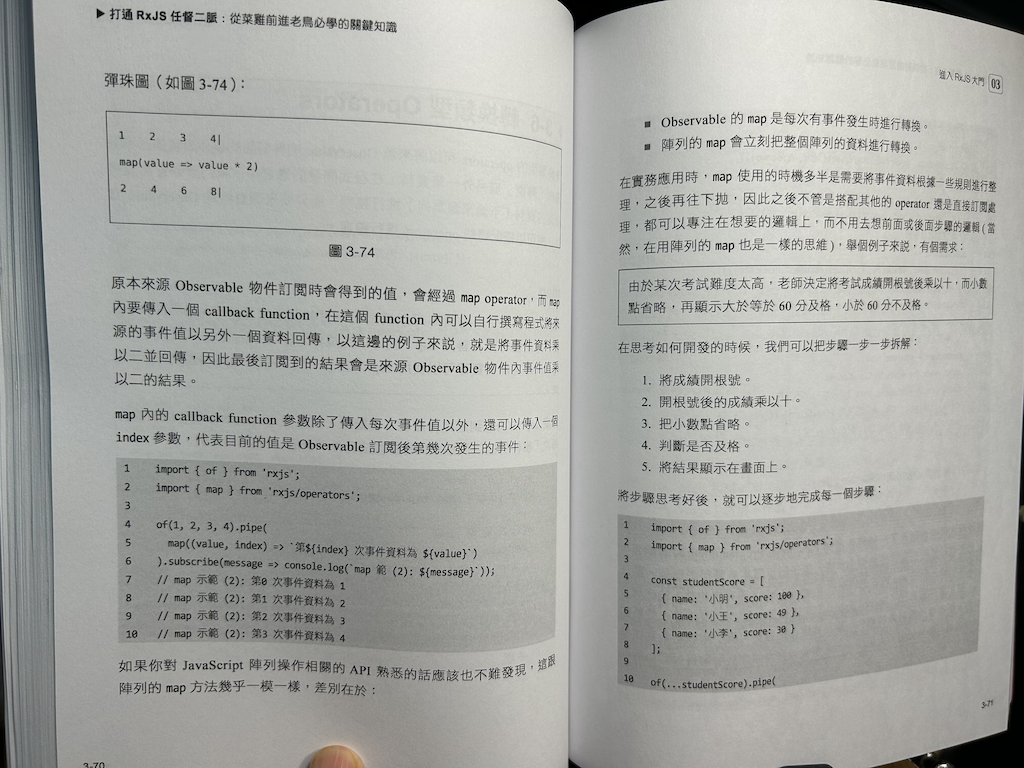 ▶ 打通 RxJS 任督二脈：從菜雞前進老鳥必學的關鍵知識
彈珠圖（如圖 3-74）：
1 2 3 4|
map(value => value * 2)
2 4 6 8|
圖 3-74
原本來源 Observable 物件訂閱時會得到的值，會經過 map operator，而 map
內要傳入一個 callback function，在這個 function 內可以自行撰寫程式將來
源的事件值以另外一個資料回傳，以這邊的例子來說，就是將事件資料乘
以二並回傳，因此最後訂閱到的結果會是來源 Observable 物件內事件值乘
以二的結果。
map 內的 callback function 參數除了傳入每次事件值以外，還可以傳入一個
index 參數，代表目前的值是 Observable 訂閱後第幾次發生的事件：
1 import { of } from 'rxjs';
2 import { map } from 'rxjs/operators';
3
4 of(1, 2, 3, 4).pipe(
5 map((value, index) => `第${index} 次事件資料為 ${value}`)
6 ).subscribe(message => console.log(`map 範 (2): ${message}`));
7 // map 示範 (2): 第0 次事件資料為 1
8 // map 示範 (2): 第1 次事件資料為 2
9 // map 示範 (2): 第2 次事件資料為 3
10 // map 示範 (2): 第3 次事件資料為 4
如果你對 JavaScript 陣列操作相關的 API 熟悉的話應該也不難發現，這跟
陣列的 map 方法幾乎一模一樣，差別在於：
3-70
進入 RxJS 大門 03
■ Observable 的 map 是每次有事件發生時進行轉換。
■ 陣列的 map 會立刻把整個陣列的資料進行轉換。
在實務應用時，map 使用的時機多半是需要將事件資料根據一些規則進行整
理，之後再往下拋，因此之後不管是搭配其他的 operator 還是直接訂閱處
理，都可以專注在想要的邏輯上，而不用去想前面或後面步驟的邏輯（當
然，在用陣列的 map 也是一樣的思維），舉個例子來說，有個需求：
由於某次考試難度太高，老師決定將考試成績開根號後乘以十，而小數
點省略，再顯示大於等於 60 分及格，小於 60 分不及格。
在思考如何開發的時候，我們可以把步驟一步一步拆解：
1. 將成績開根號。
2. 開根號後的成績乘以十。
3. 把小數點省略。
4. 判斷是否及格。
5. 將結果顯示在畫面上。
將步驟思考好後，就可以逐步地完成每一個步驟：
1 import { of } from 'rxjs';
2 import { map } from 'rxjs/operators';
3
4 const studentScore = [
5 { name: '小明', score: 100 },
6 { name: '小王', score: 49 },
7 { name: '小李', score: 30 }
8 ];
9
10 of(...studentScore).pipe(
3-71